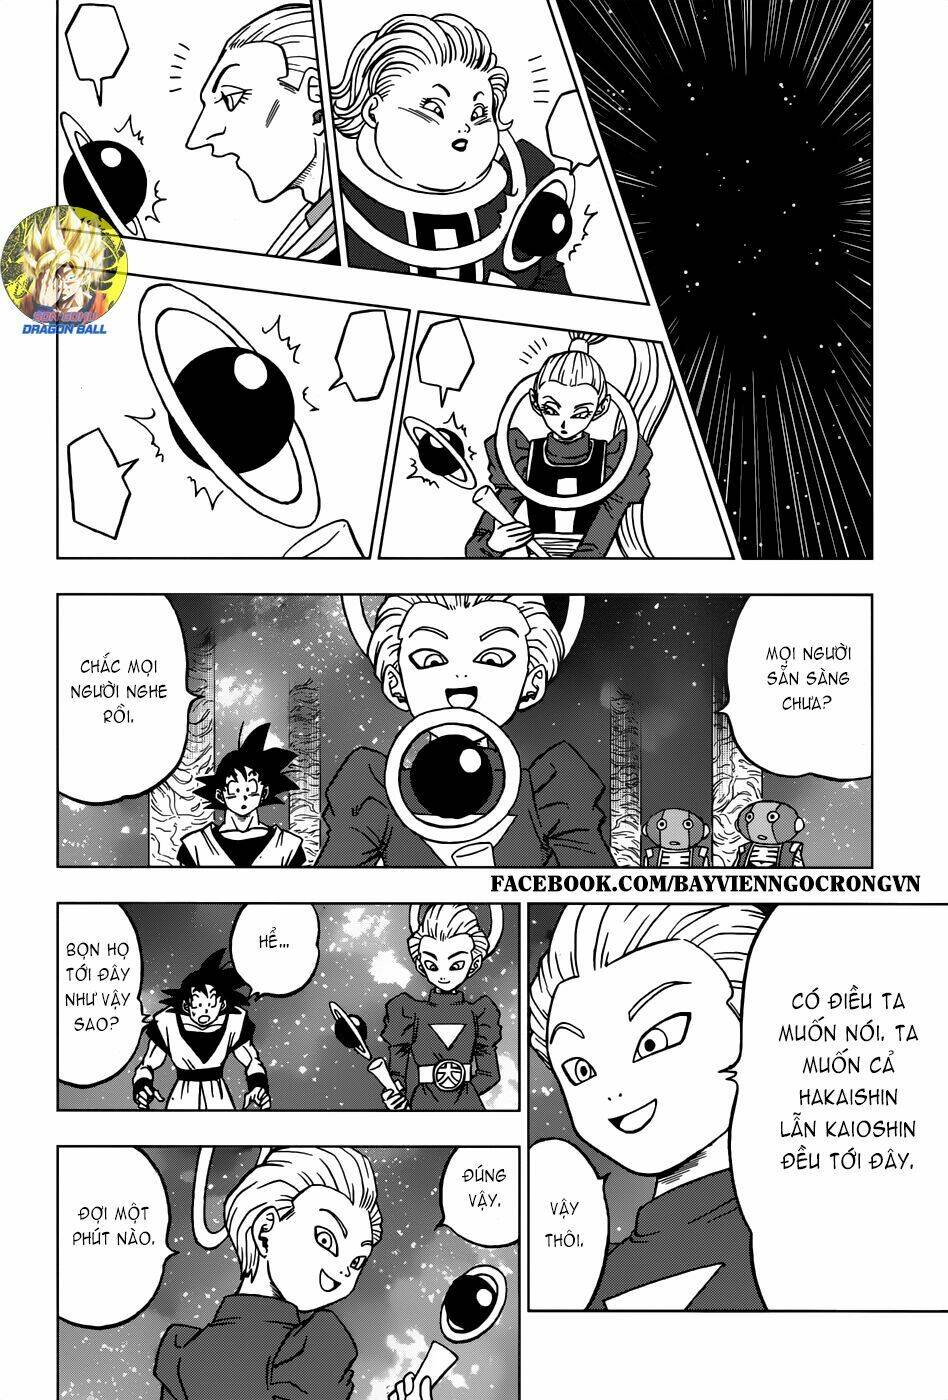 SON GOKU
DRAGON BALL
MỌI NGƯỜI
SẴN SÀNG
CHƯA?
CHẮC MỌI
NGƯỜI NGHE
RỒI.
FACEBOOK.COM/BAYVIENNGOCRONGVN
CÓ ĐIỀU TA
MUỐN NÓI. TA
MUỐN CẢ
HAKAISHIN
LẪN KAIOSHIN
ĐỀU TỚI ĐÂY.
VẬY
THÔI.
HỂ...
BỌN HỌ
TỚI ĐÂY
NHƯ VẬY
SAO?
ĐÚNG
VẬY.
ĐỢI MỘT
PHÚT NÀO.